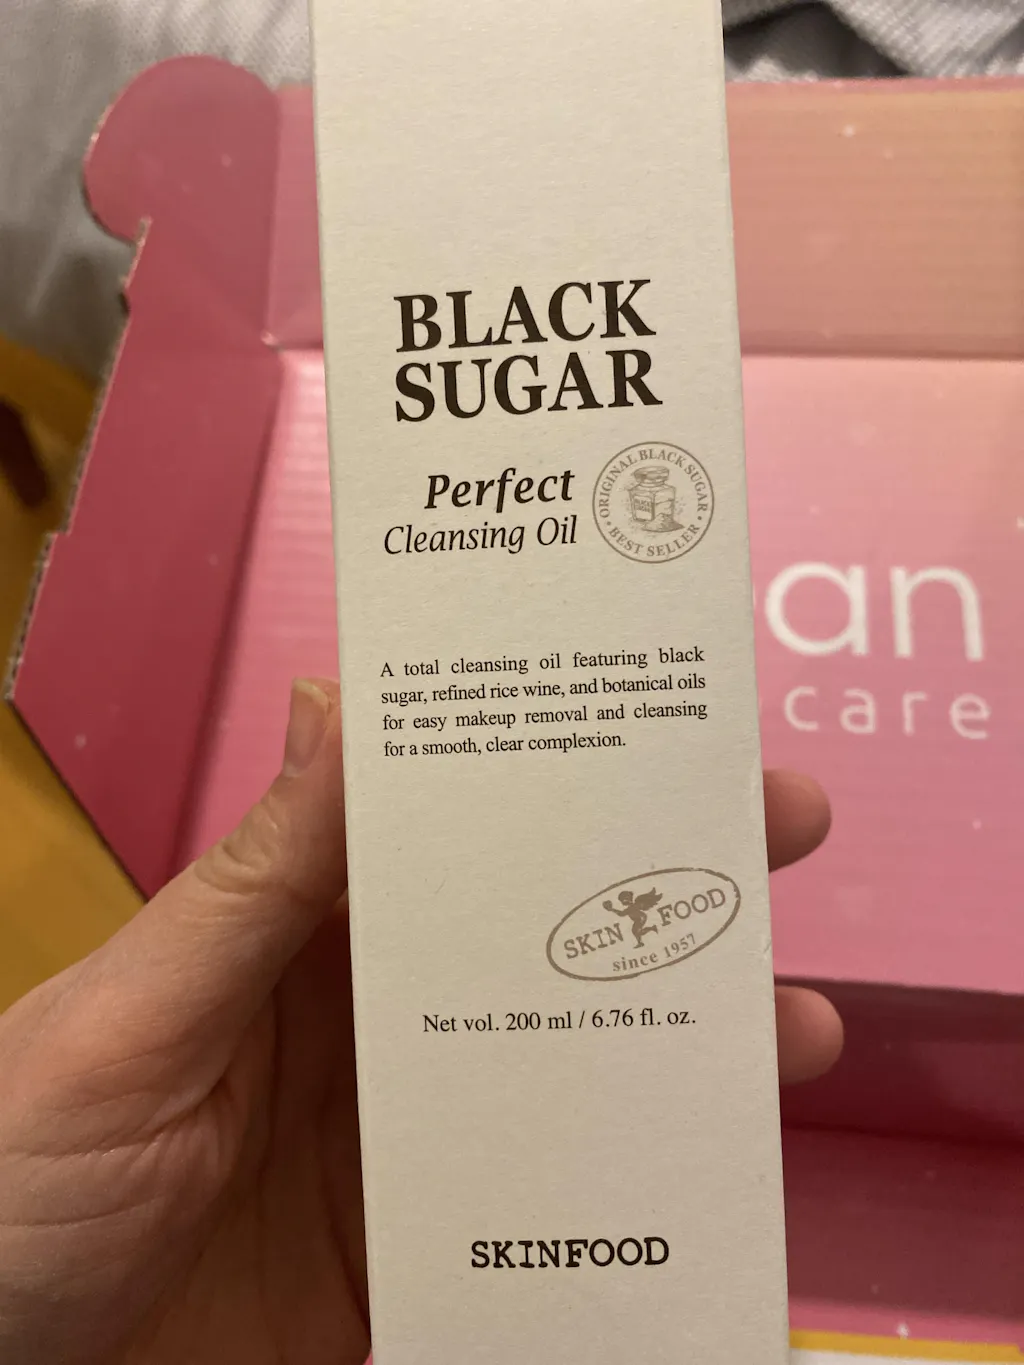 BLACK
SUGAR
Perfect
Cleansing Oil
ORIGINAL BLACK SUGAR
• BEST SELLER •
BLACK SUGAR
A total cleansing oil featuring black
sugar, refined rice wine, and botanical oils
for easy makeup removal and cleansing
for a smooth, clear complexion.
SKIN FOOD
since 1957
Net vol. 200 ml / 6.76 fl. oz.
SKINFOOD
an
care